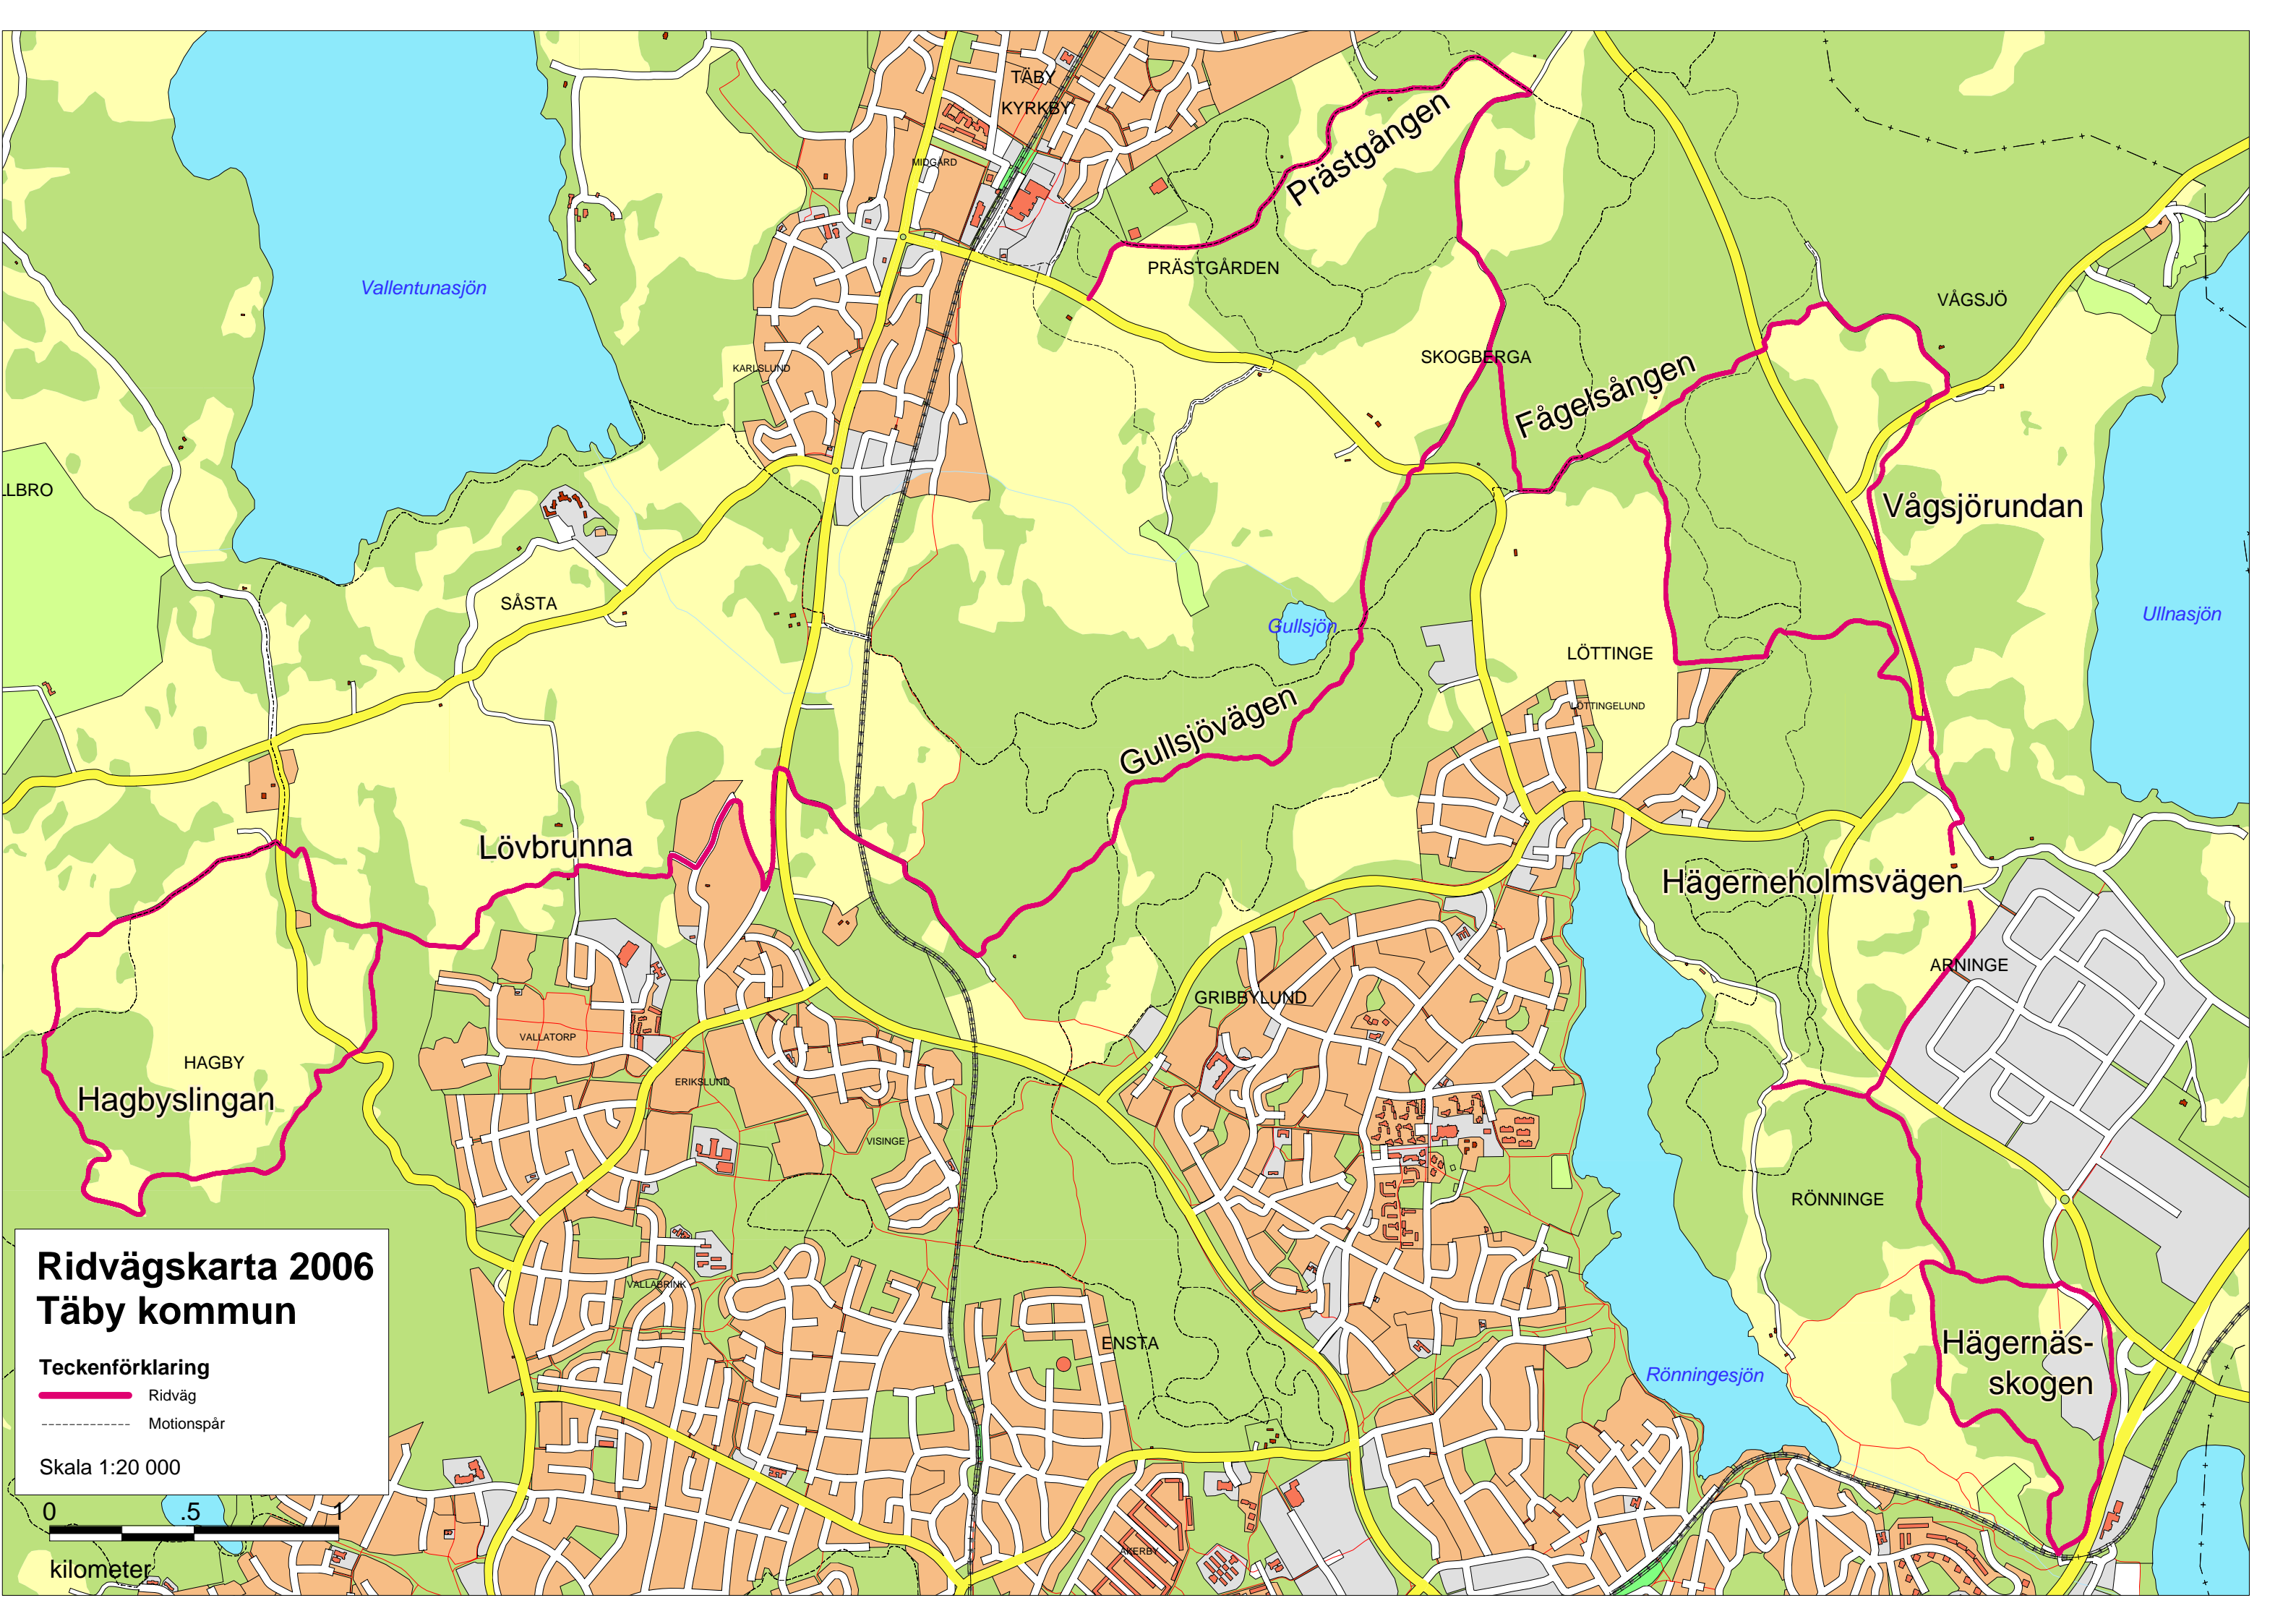 TÄBY
KYRKBY
MIDGÅRD
Prästgången
PRÄSTGÅRDEN
Vallentunasjön
VÅGSJÖ
KARLSLUND
SKOGBERGA
Fågelsången
LLBRO
Vågsjörundan
SÅSTA
Gullsjön
Ullnasjön
LÖTTINGE
LÖTTINGELUND
Gullsjövägen
Lövbrunna
Hägerneholmsvägen
ARNINGE
GRIBBYLUND
VALLATORP
HAGBY
ERIKSLUND
Hagbyslingan
VISINGE
RÖNNINGE
VALLABRINK
ENSTA
Hägernäs-
skogen
Rönningesjön
ÅKERBY
Ridvägskarta 2006
Täby kommun
Teckenförklaring
Ridväg
Motionspår
Skala 1:20 000
0 .5 1
kilometer